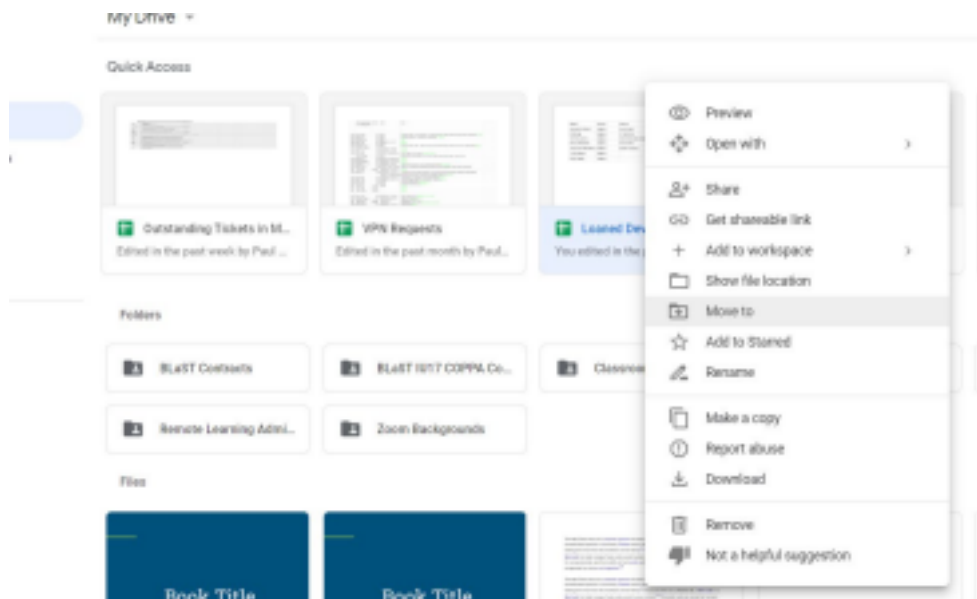 My Drive
Quick Access
Outstanding Tickets in M...
Edited in the past week by Paul ...
VPN Requests
Edited in the past month by Paul...
Loaned Dev
You edited in the
Folders
BLaST Contracts
BLaST IU17 COPPA Co...
Classroo
Remote Learning Admi...
Zoom Backgrounds
Files
Book Title
Book Title
Preview
Open with
Share
Get shareable link
Add to workspace
Show file location
Move to
Add to Starred
Rename
Make a copy
Report abuse
Download
Remove
Not a helpful suggestion